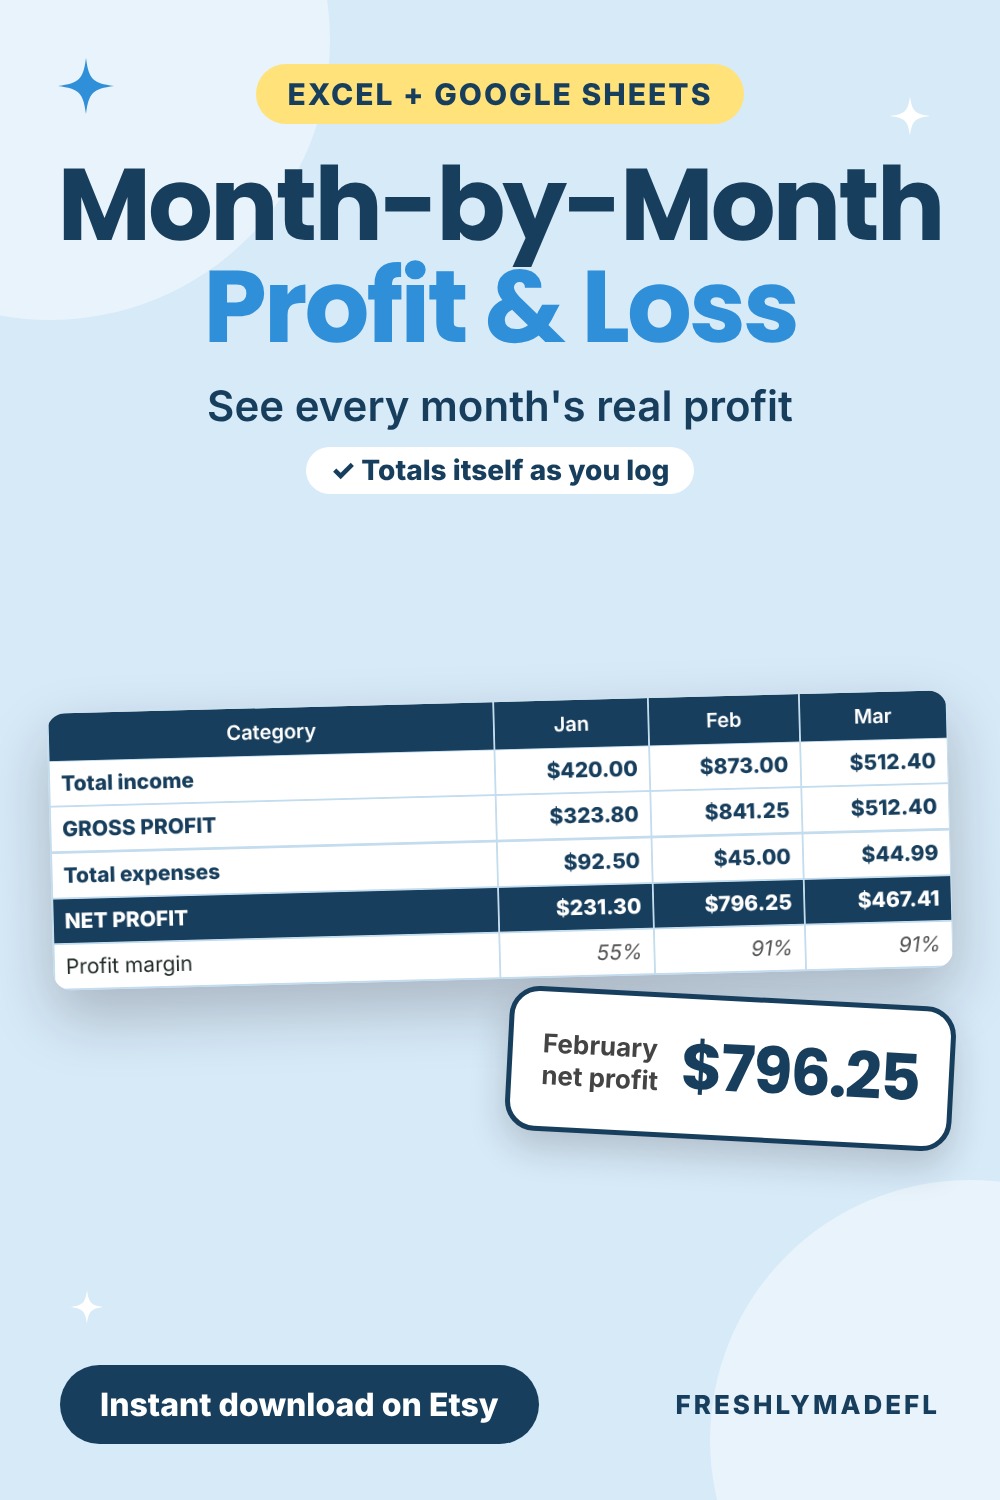 EXCEL + GOOGLE SHEETS
Month-by-Month
Profit & Loss
See every month's real profit
✓ Totals itself as you log
Category Jan Feb Mar
Total income $420.00 $873.00 $512.40
GROSS PROFIT $323.80 $841.25 $512.40
Total expenses $92.50 $45.00 $44.99
NET PROFIT $231.30 $796.25 $467.41
Profit margin 55% 91% 91%
February
net profit
$796.25
Instant download on Etsy
FRESHLYMADEFL